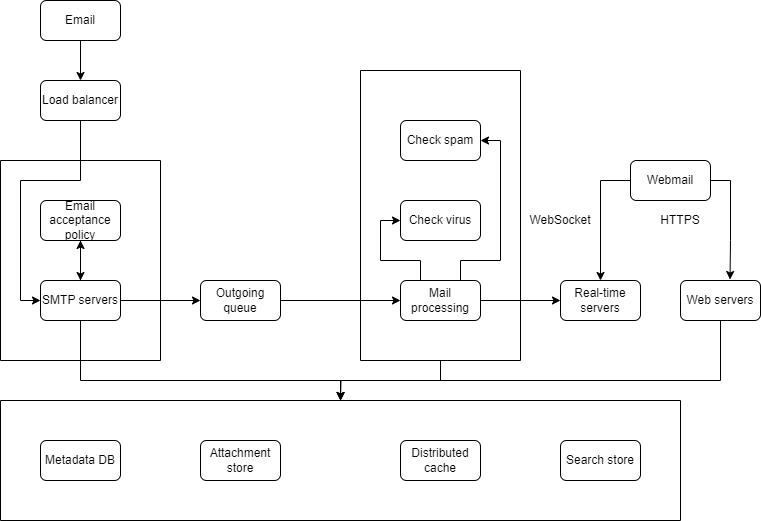 Email
Load balancer
Check spam
Webmail
Email
acceptance
policy
Check virus
WebSocket
HTTPS
SMTP servers
Outgoing
queue
Mail
processing
Real-time
servers
Web servers
Metadata DB
Attachment
store
Distributed
cache
Search store